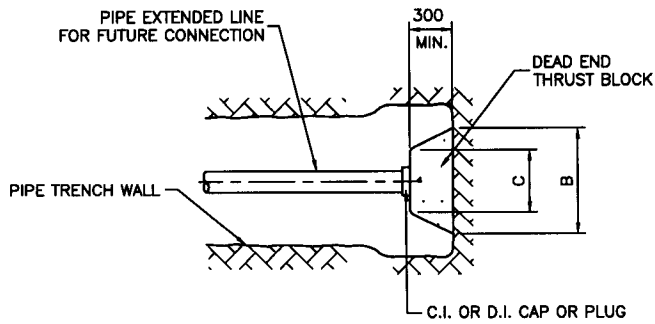 PIPE EXTENDED LINE
FOR FUTURE CONNECTION
300
MIN.
DEAD END
THRUST BLOCK
C
B
PIPE TRENCH WALL
C.I. OR D.I. CAP OR PLUG